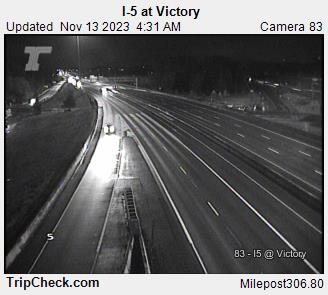 I-5 at Victory
Updated Nov 13 2023 4:31 AM Camera 83
T
S
83 - I5 @ Victory
TripCheck.com Milepost306.80